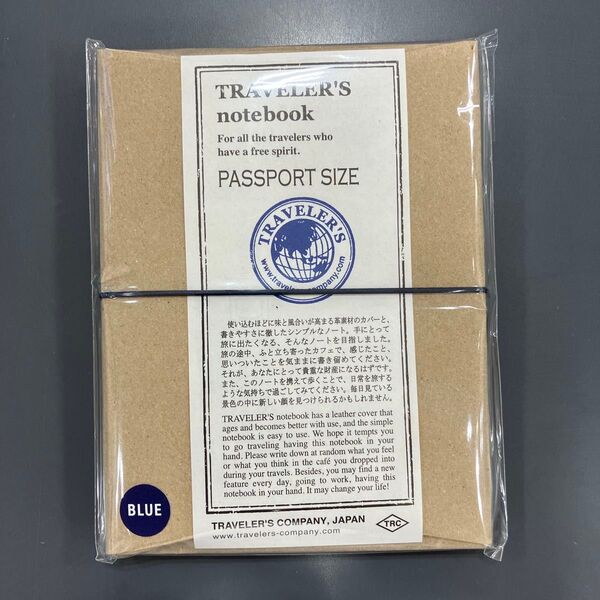 TRAVELER'S
notebook
For all the travelers who
have a free spirit.
PASSPORT SIZE
TRAVELER'S
www.travelers-company.com
使い込むほどに味と風合いが高まる革素材のカバーと、
書きやすさに徹したシンプルなノート。手にとって
旅に出たくなる、そんなノートを目指しました。
旅の途中、ふと立ち寄ったカフェで、感じたこと、
思いついたことを気ままに書き留めてください。
それが、あなたにとって貴重な財産になるはずです。
また、このノートを携えて歩くことで、日常を旅する
ような気持ちで過ごしてみてください。毎日見ている
景色の中に新しい顔を見つけられるかもしれません。
TRAVELER'S notebook has a leather cover that
ages and becomes better with use, and the simple
notebook is easy to use. We hope it tempts you
to go traveling having this notebook in your
hand. Please write down at random what you feel
or what you think in the café you dropped into
during your travels. Besides, you may find a new
feature every day, going to work, having this
notebook in your hand. It may change your life!
BLUE
TRAVELER'S COMPANY, JAPAN
TRC
www.travelers-company.com